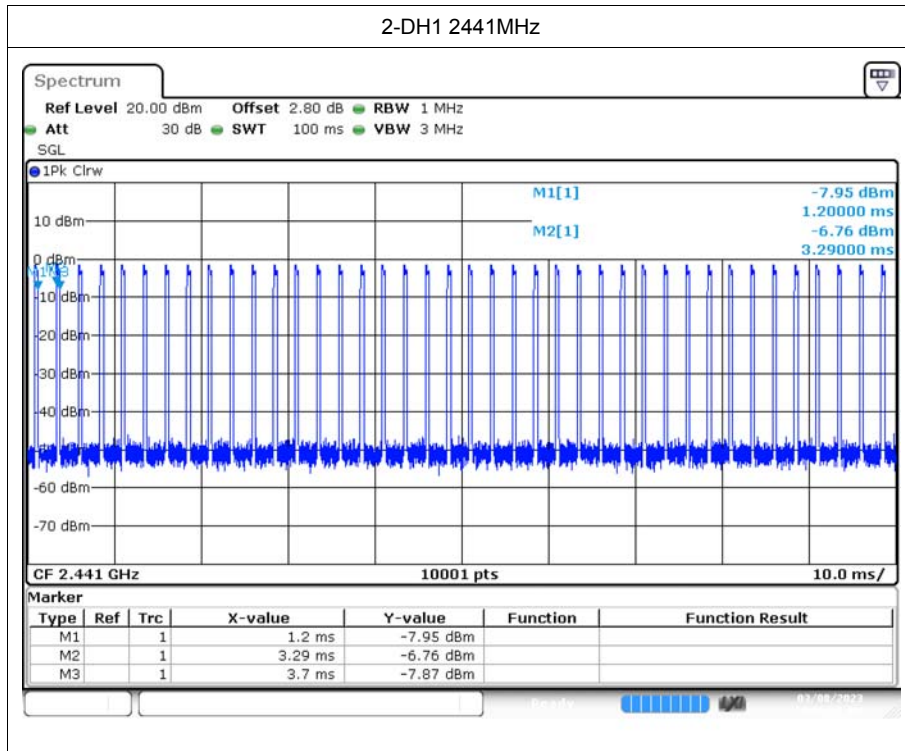 2-DH1 2441MHz
Spectrum
Ref Level 20.00 dBm Offset 2.80 dB RBW 1 MHz
Att 30 dB SWT 100 ms VBW 3 MHz
SGL
1Pk Clrw
M1[1] -7.95 dBm
1.20000 ms
10 dBm
M2[1] -6.76 dBm
3.29000 ms
0 dBm
-10 dBm
-20 dBm
-30 dBm
-40 dBm
-60 dBm
-70 dBm
CF 2.441 GHz 10001 pts 10.0 ms/
Marker
Type Ref Trc X-value Y-value Function Function Result
M1 1 1.2 ms -7.95 dBm
M2 1 3.29 ms -6.76 dBm
M3 1 3.7 ms -7.87 dBm
Ready 03/08/2023